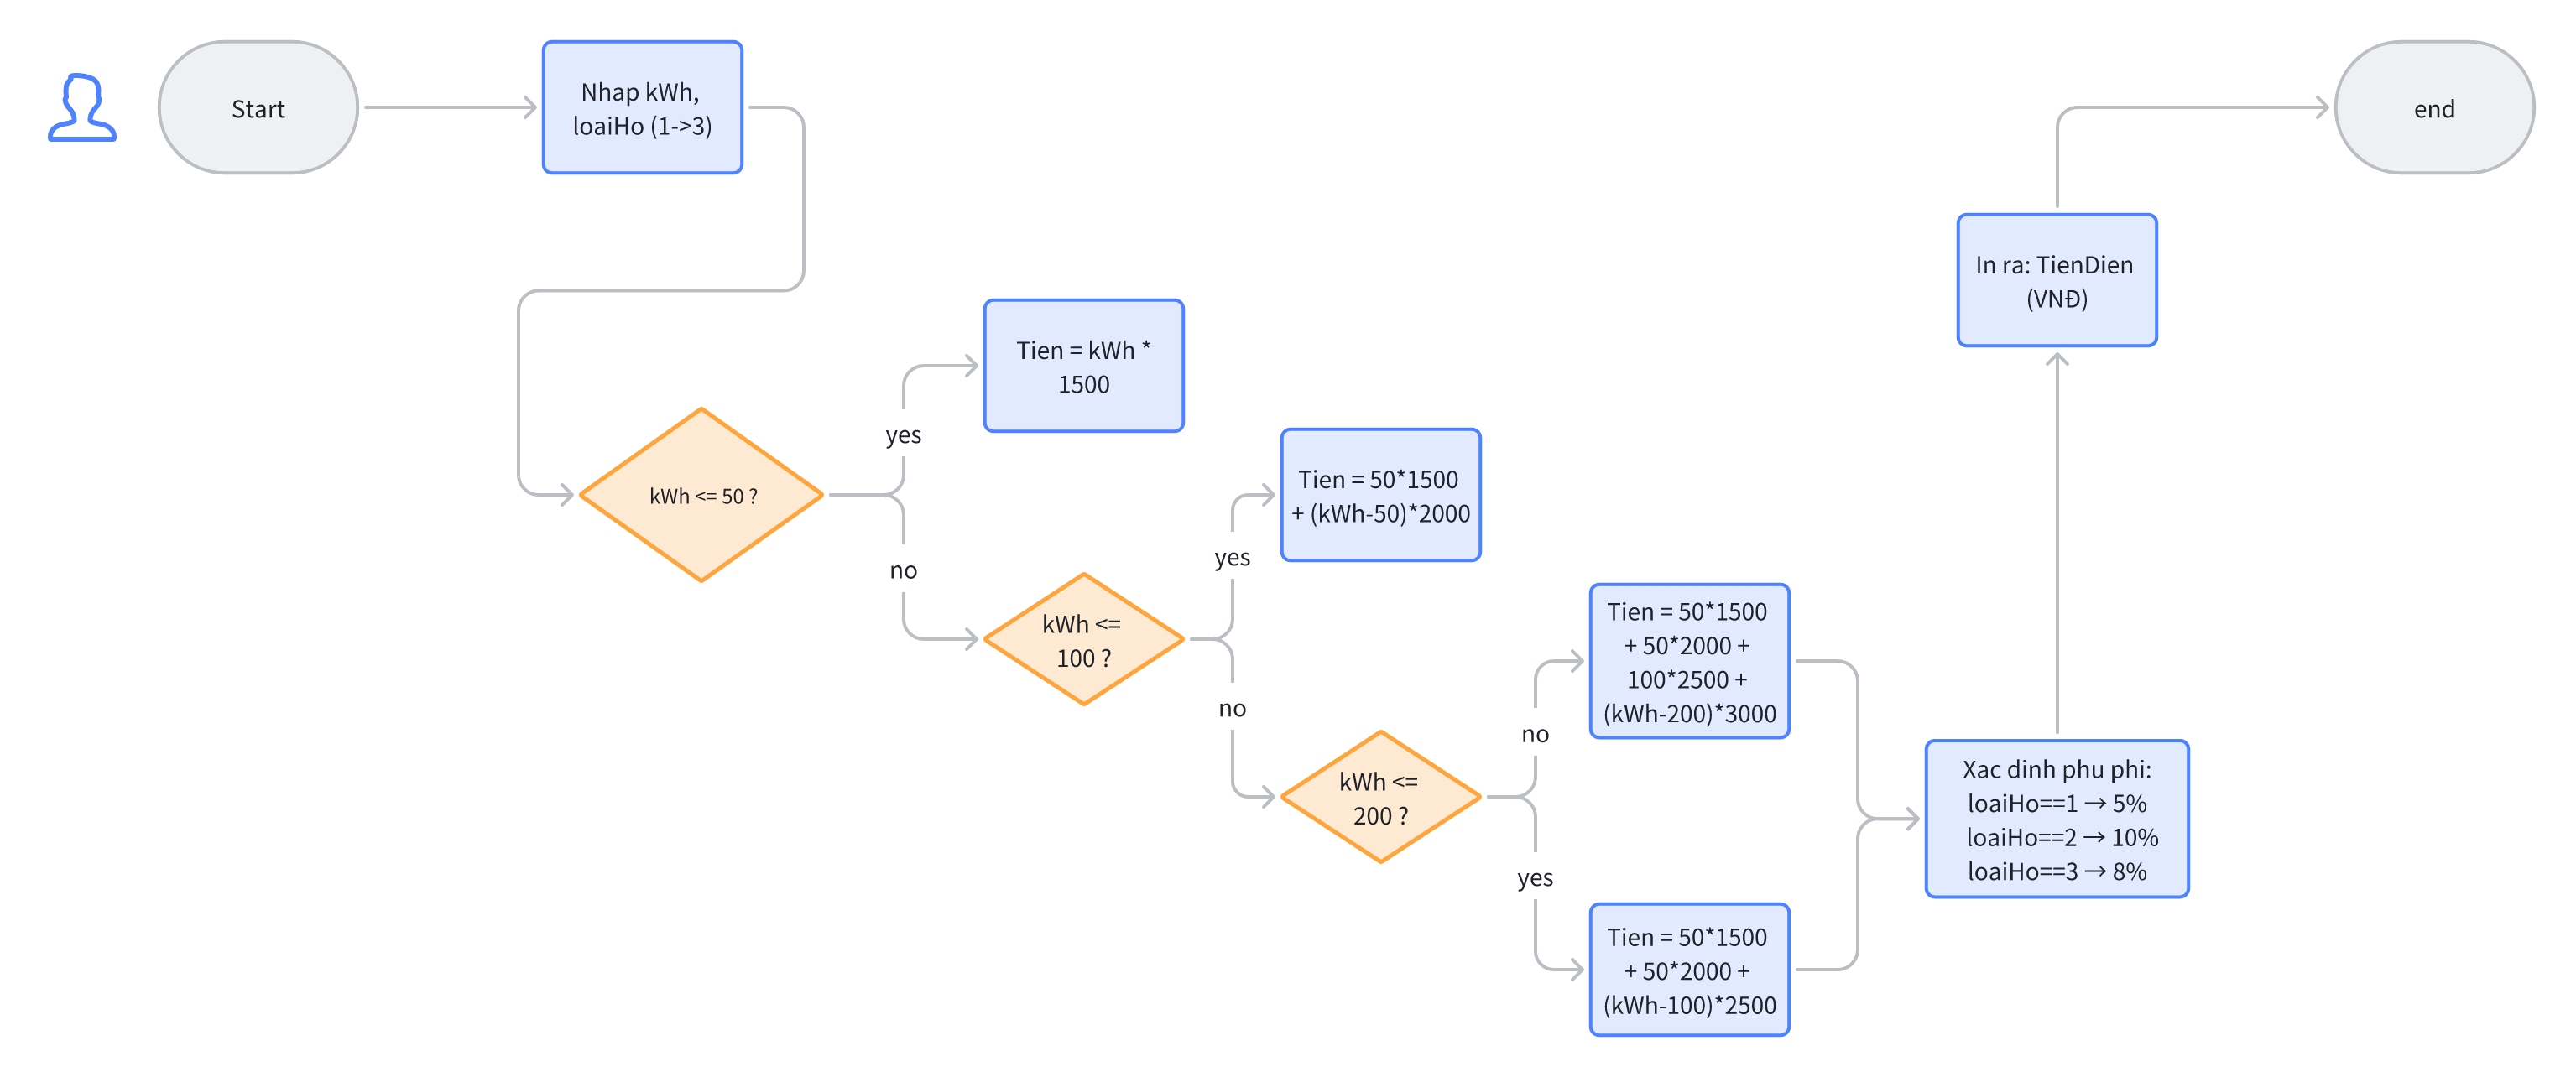 Start
Nhap kWh,
loaiHo (1->3)
kWh <= 50 ?
yes
Tien = kWh *
1500
no
kWh <=
100 ?
yes
Tien = 50*1500
+ (kWh-50)*2000
no
kWh <=
200 ?
no
Tien = 50*1500
+ 50*2000 +
100*2500 +
(kWh-200)*3000
yes
Tien = 50*1500
+ 50*2000 +
(kWh-100)*2500
Xac dinh phu phi:
loaiHo==1 → 5%
loaiHo==2 → 10%
loaiHo==3 → 8%
In ra: TienDien
(VNĐ)
end